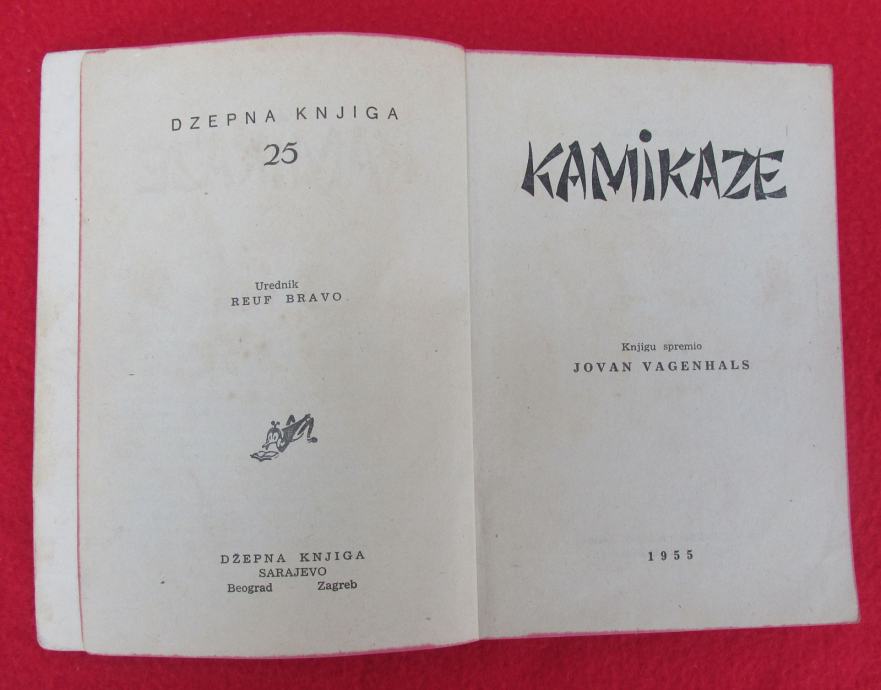 DZEPNA KNJIGA
25
Urednik
REUF BRAVO
DŽEPNA KNJIGA
SARAJEVO
Beograd Zagreb
KAMIKAZE
Knjigu spremio
JOVAN VAGENHALS
1955